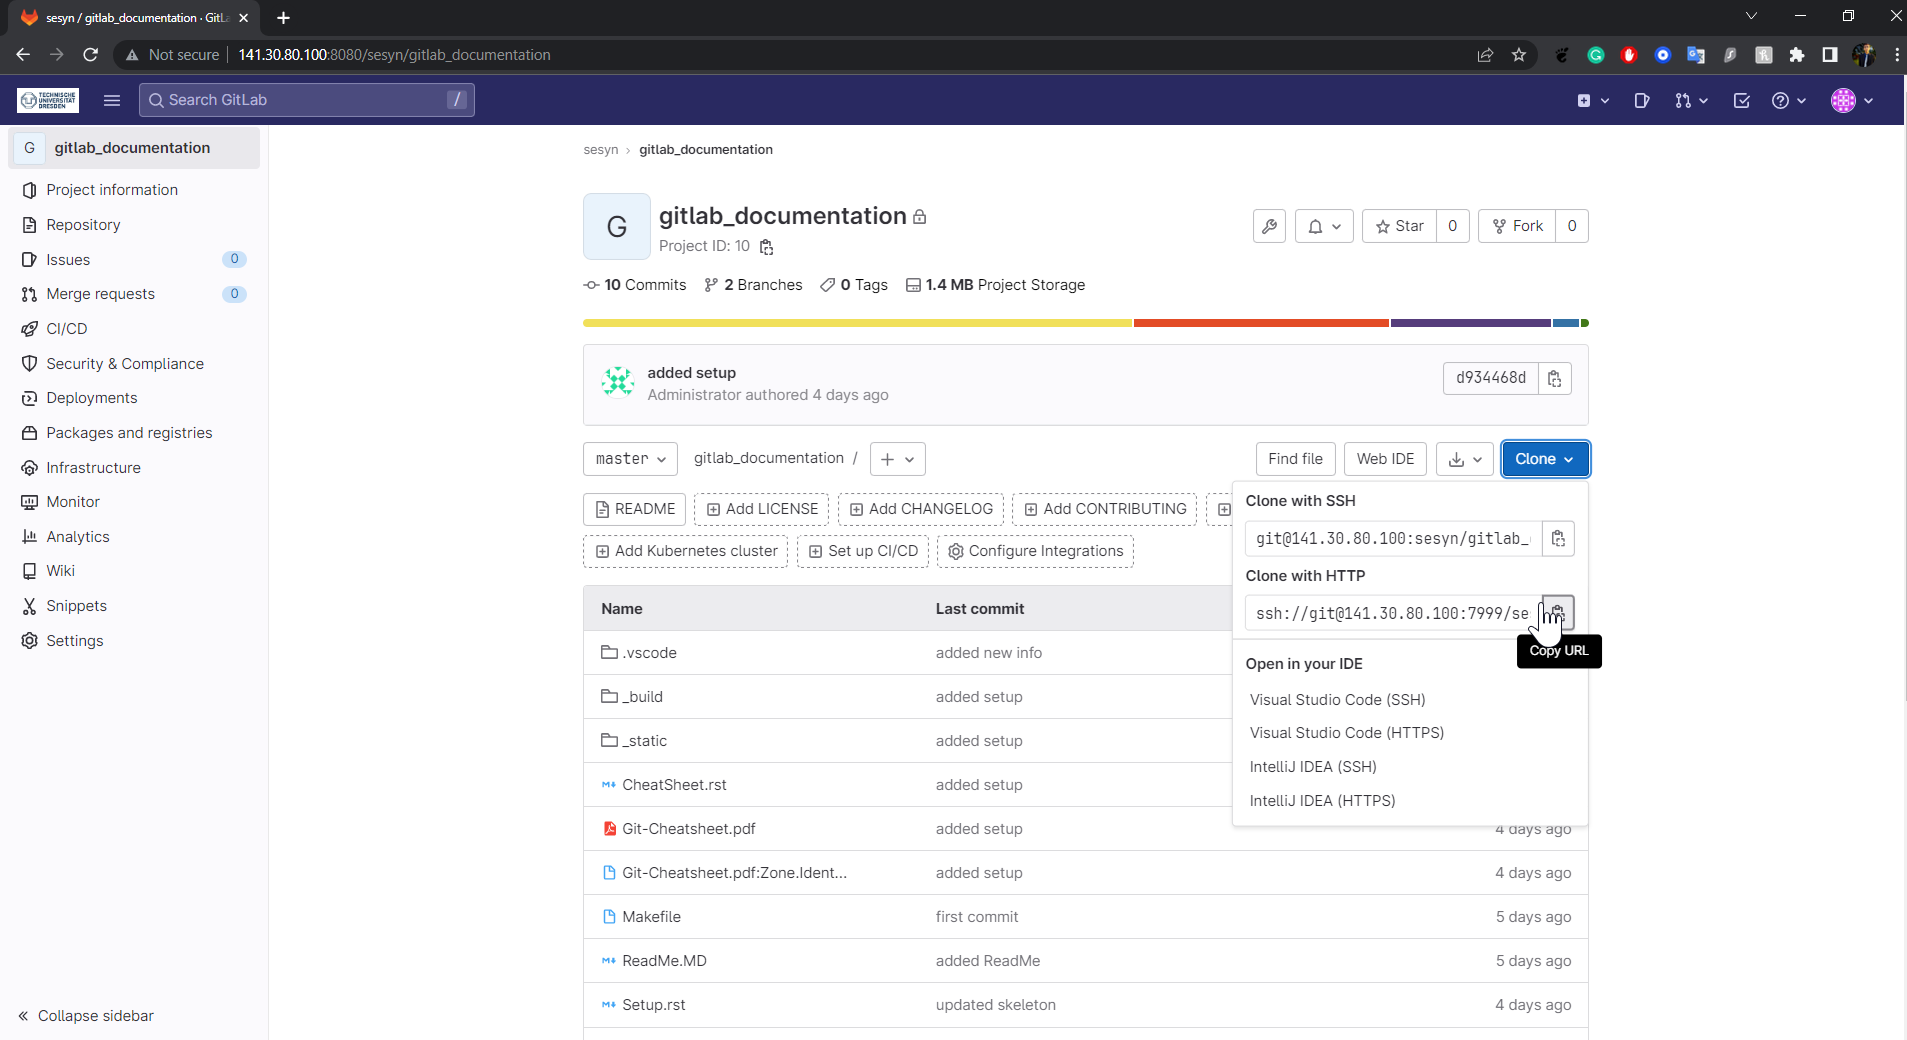 sesyn / gitlab_documentation · GitLa
Not secure
141.30.80.100:8080/sesyn/gitlab_documentation
TECHNISCHE
UNIVERSITÄT
DRESDEN
Search GitLab
/
G gitlab_documentation
Project information
Repository
Issues 0
Merge requests 0
CI/CD
Security & Compliance
Deployments
Packages and registries
Infrastructure
Monitor
Analytics
Wiki
Snippets
Settings
« Collapse sidebar
sesyn › gitlab_documentation
G
gitlab_documentation
Project ID: 10
Star 0
Fork 0
10 Commits 2 Branches 0 Tags 1.4 MB Project Storage
added setup
Administrator authored 4 days ago
d934468d
master
gitlab_documentation /
Find file
Web IDE
Clone
README
Add LICENSE
Add CHANGELOG
Add CONTRIBUTING
Add Kubernetes cluster
Set up CI/CD
Configure Integrations
Clone with SSH
git@141.30.80.100:sesyn/gitlab_
Clone with HTTP
ssh://git@141.30.80.100:7999/se
Copy URL
Open in your IDE
Visual Studio Code (SSH)
Visual Studio Code (HTTPS)
IntelliJ IDEA (SSH)
IntelliJ IDEA (HTTPS)
Name Last commit
.vscode added new info
_build added setup
_static added setup
CheatSheet.rst added setup
Git-Cheatsheet.pdf added setup 4 days ago
Git-Cheatsheet.pdf:Zone.Ident... added setup 4 days ago
Makefile first commit 5 days ago
ReadMe.MD added ReadMe 5 days ago
Setup.rst updated skeleton 4 days ago